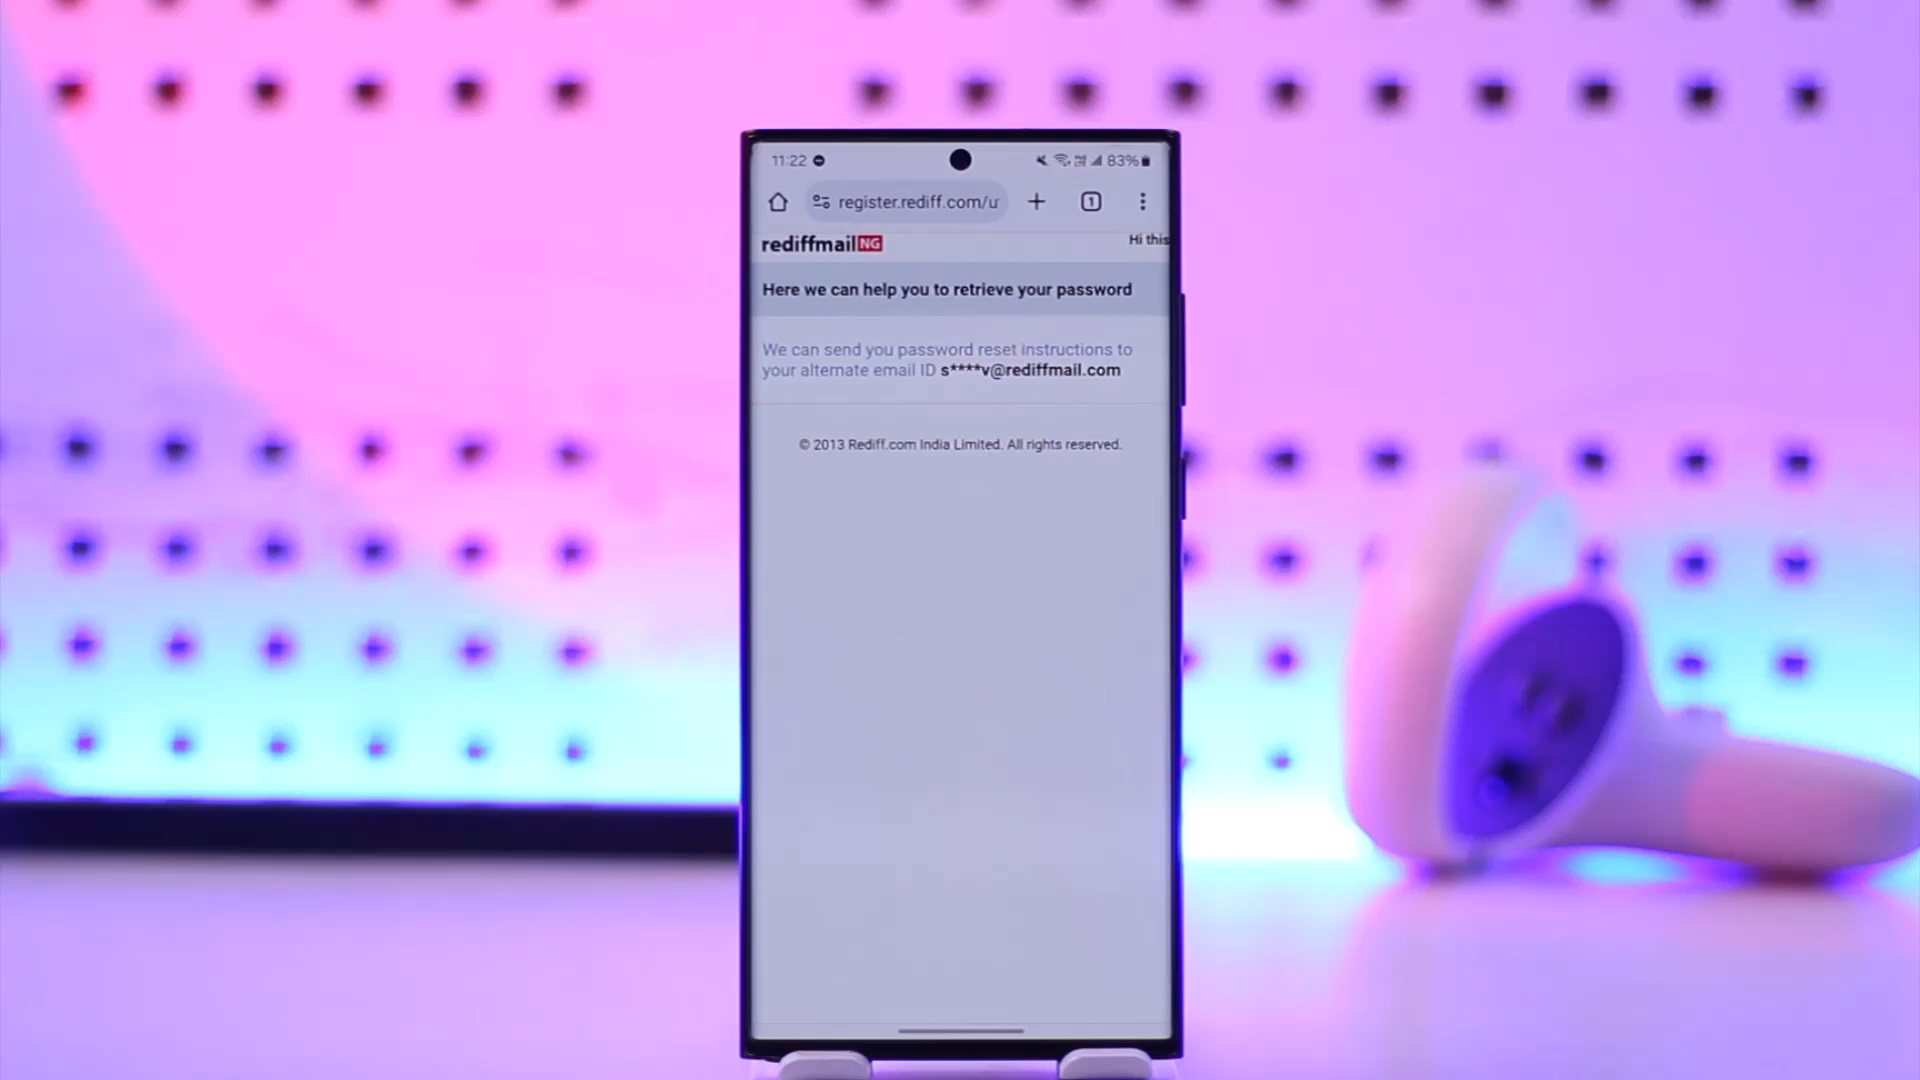 11:22
83%
register.rediff.com/u
1
rediffmail NG
Hi this
Here we can help you to retrieve your password
We can send you password reset instructions to
your alternate email ID s****v@rediffmail.com
© 2013 Rediff.com India Limited. All rights reserved.